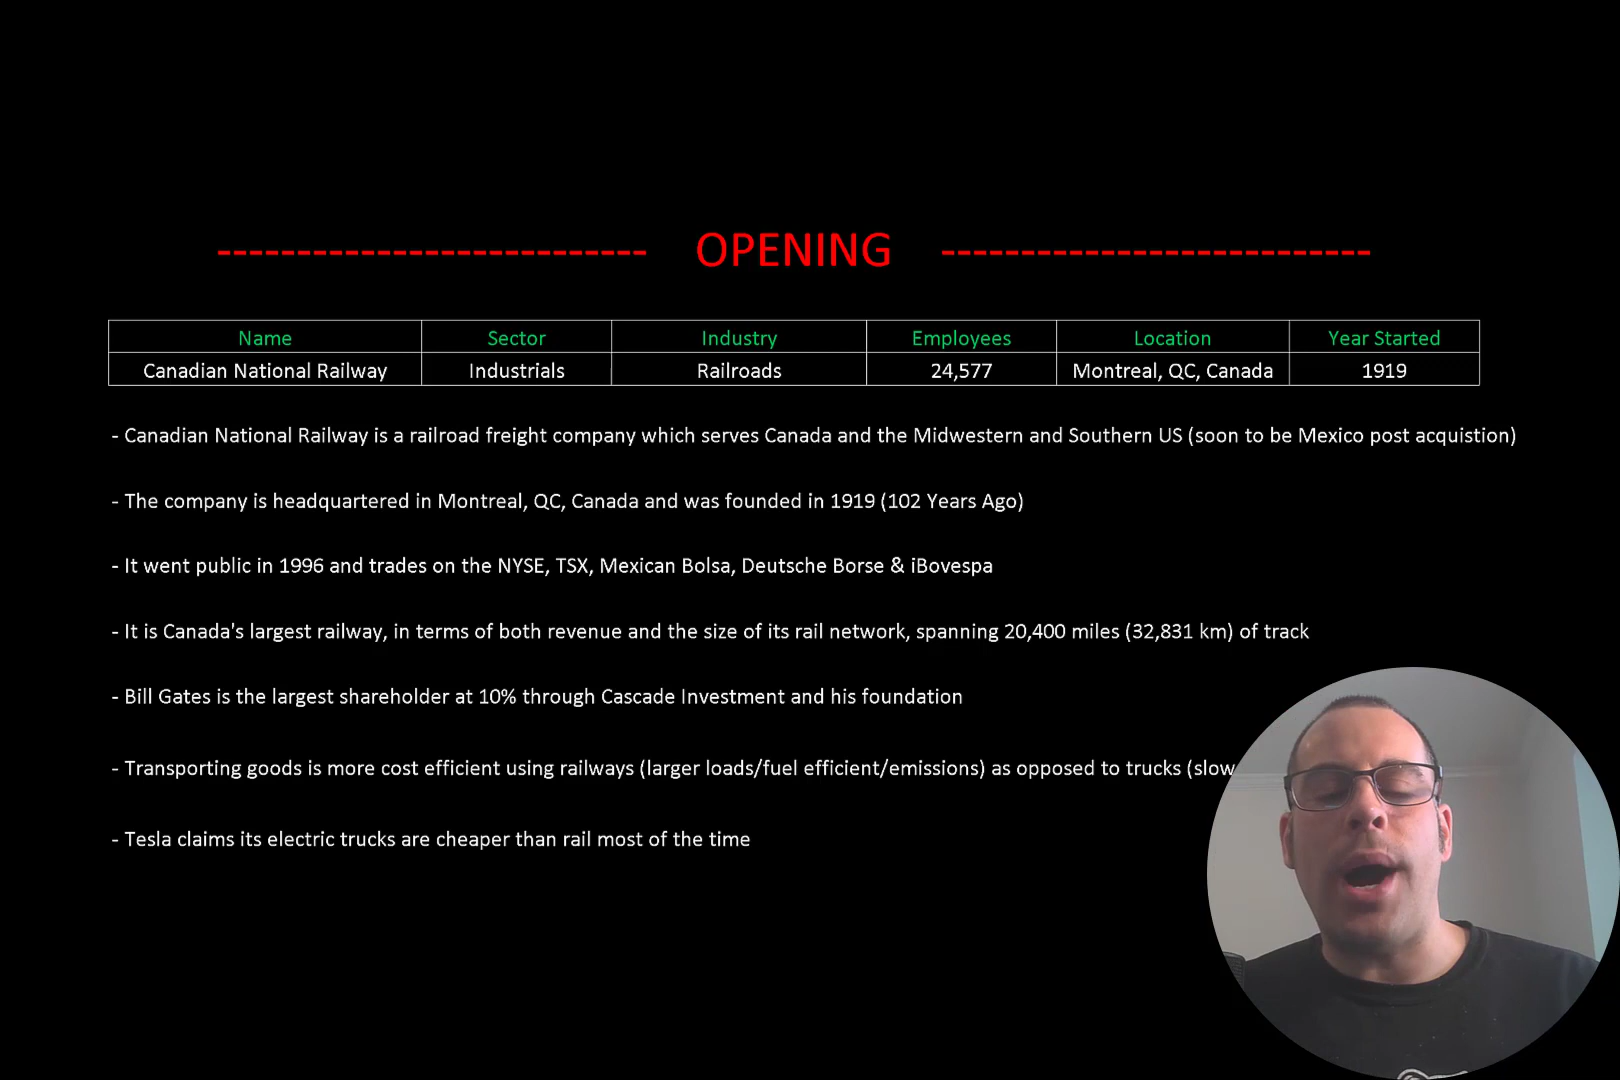 -------------------------- OPENING --------------------------
Name Sector Industry Employees Location Year Started
Canadian National Railway Industrials Railroads 24,577 Montreal, QC, Canada 1919
- Canadian National Railway is a railroad freight company which serves Canada and the Midwestern and Southern US (soon to be Mexico post acquistion)
- The company is headquartered in Montreal, QC, Canada and was founded in 1919 (102 Years Ago)
- It went public in 1996 and trades on the NYSE, TSX, Mexican Bolsa, Deutsche Borse & iBovespa
- It is Canada's largest railway, in terms of both revenue and the size of its rail network, spanning 20,400 miles (32,831 km) of track
- Bill Gates is the largest shareholder at 10% through Cascade Investment and his foundation
- Transporting goods is more cost efficient using railways (larger loads/fuel efficient/emissions) as opposed to trucks (slow
- Tesla claims its electric trucks are cheaper than rail most of the time